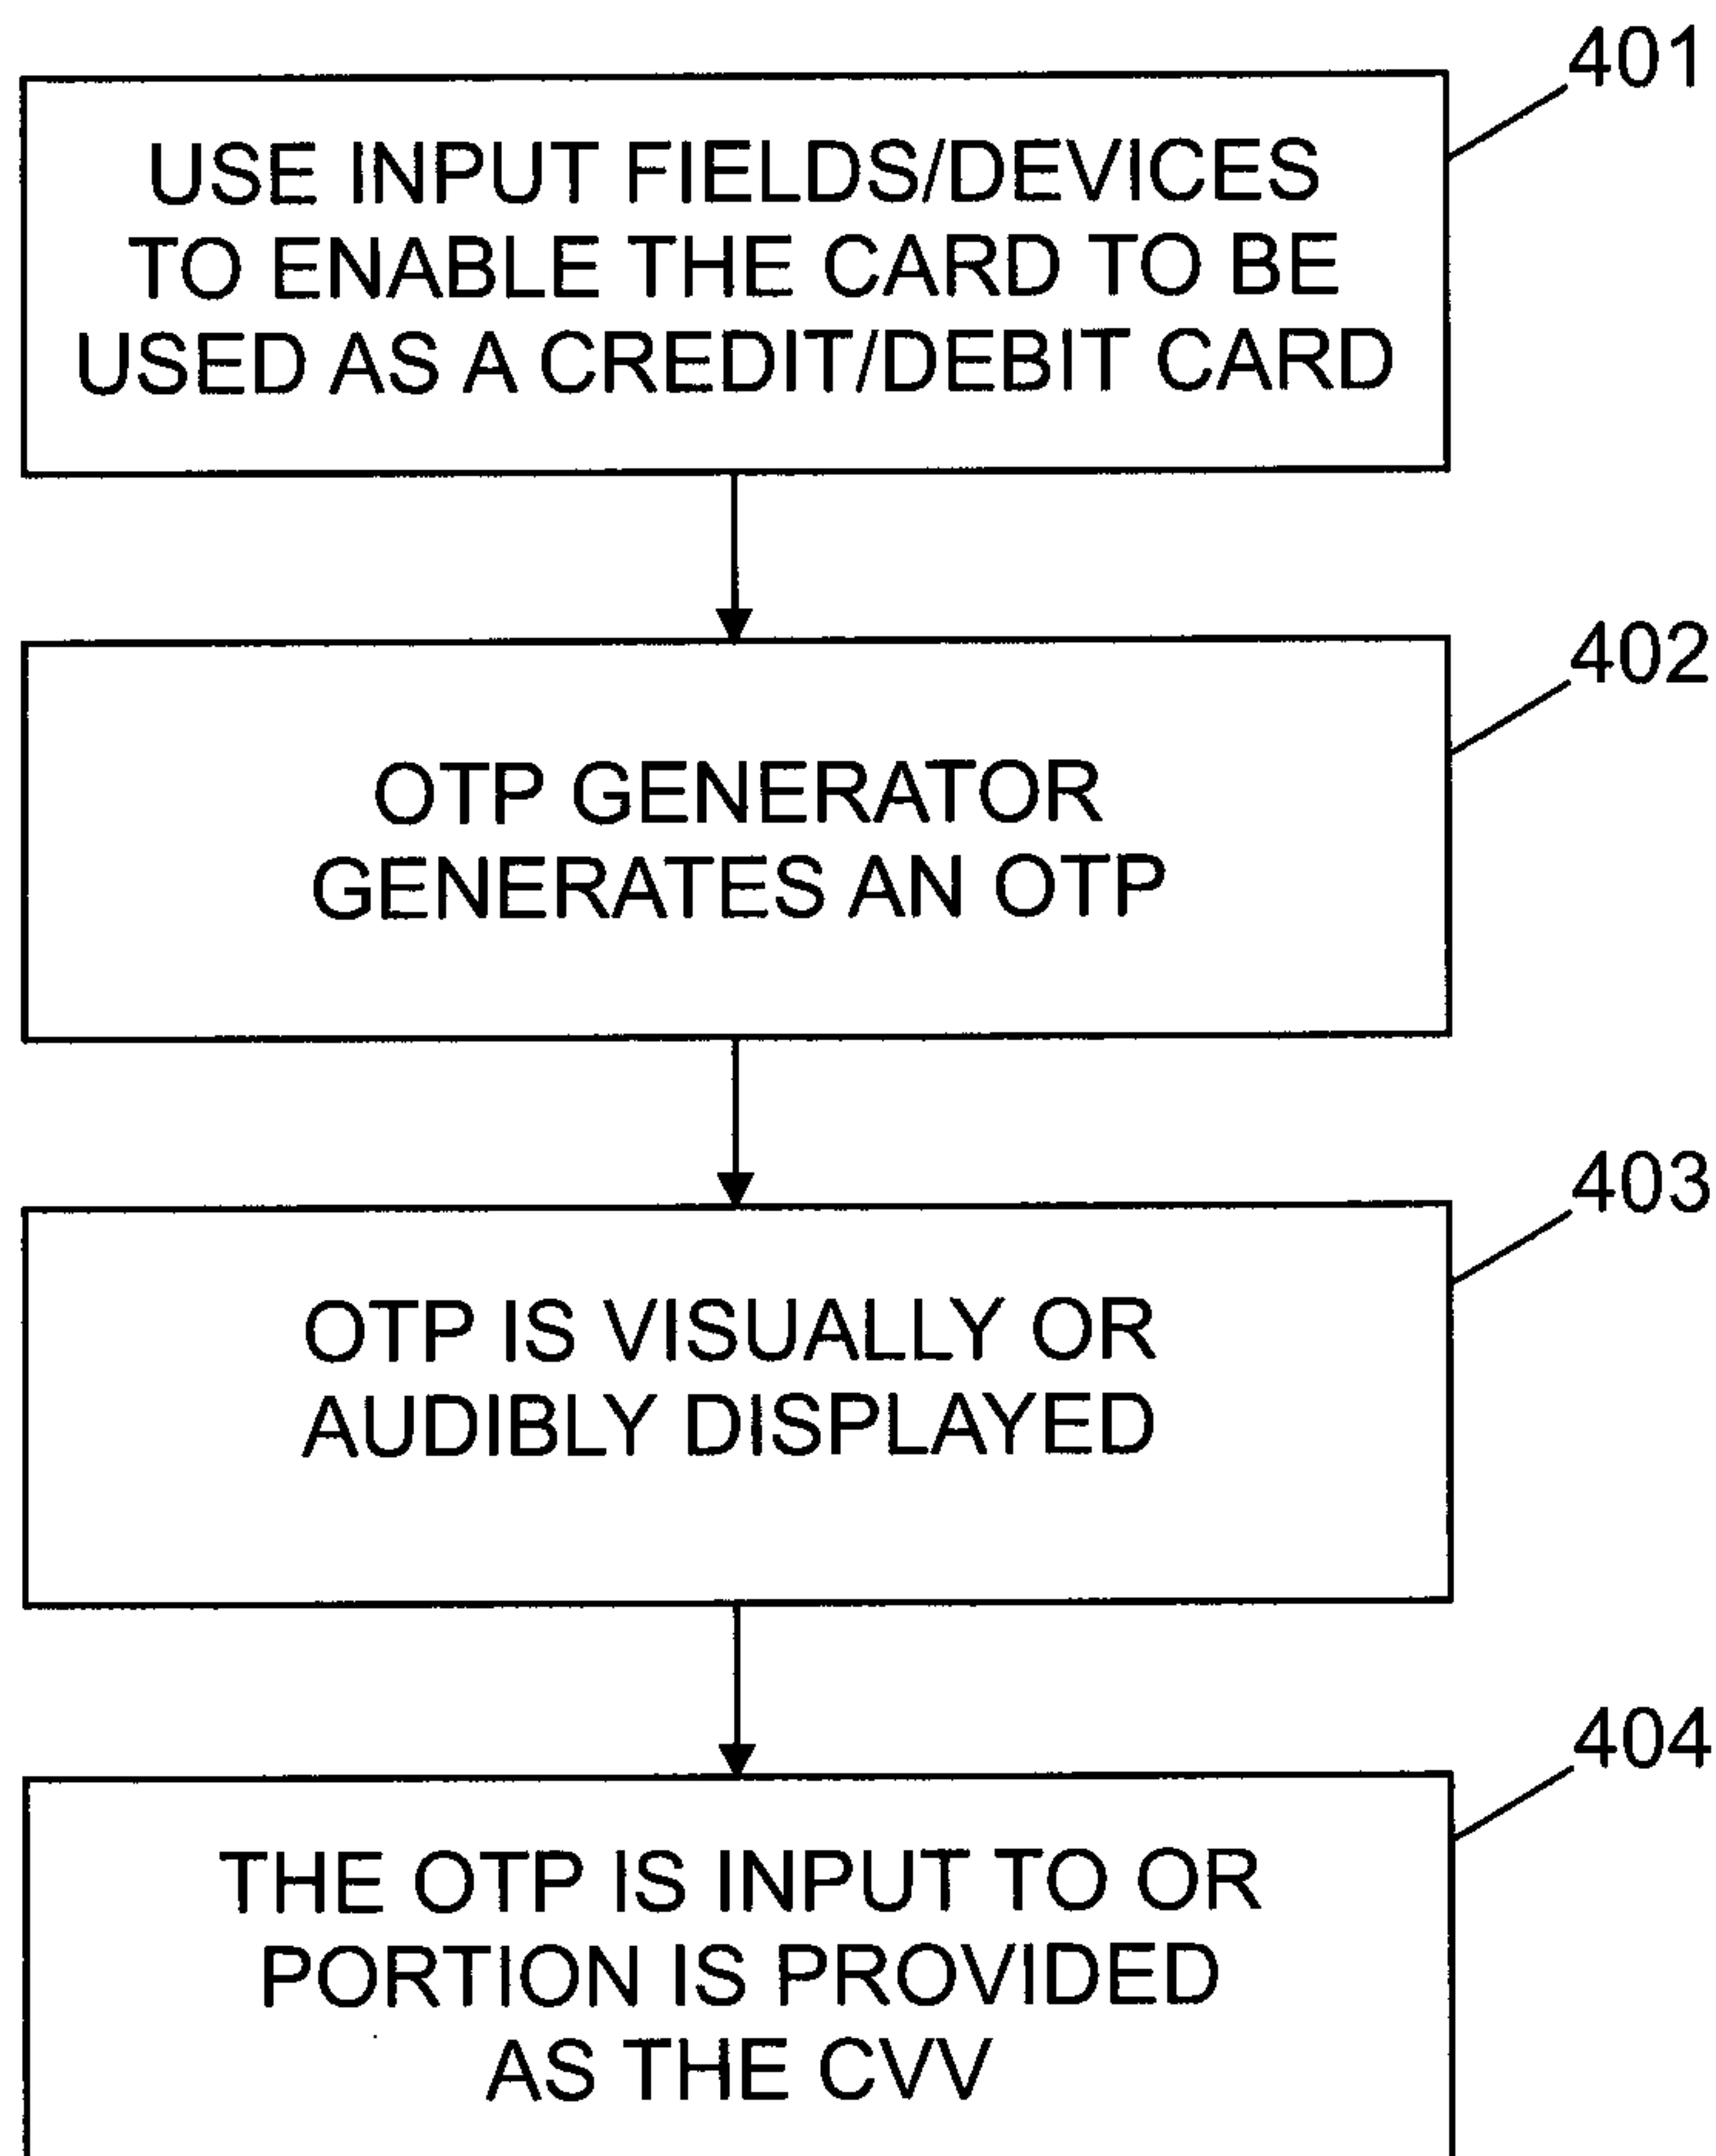 401
USE INPUT FIELDS/DEVICES
TO ENABLE THE CARD TO BE
USED AS A CREDIT/DEBIT CARD
402
OTP GENERATOR
GENERATES AN OTP
403
OTP IS VISUALLY OR
AUDIBLY DISPLAYED
404
THE OTP IS INPUT TO OR
PORTION IS PROVIDED
AS THE CVV